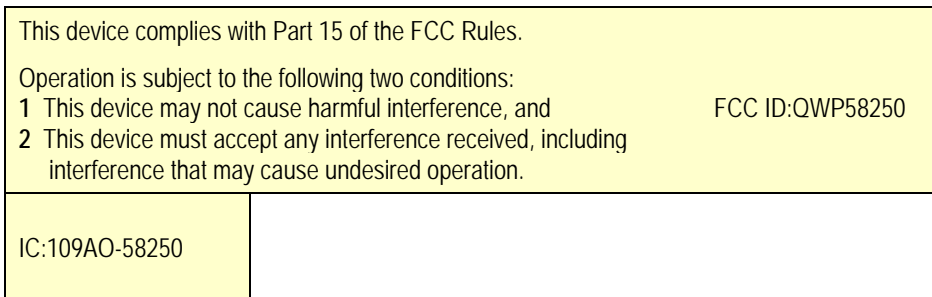 This device complies with Part 15 of the FCC Rules.
Operation is subject to the following two conditions:
1 This device may not cause harmful interference, and FCC ID:QWP58250
2 This device must accept any interference received, including
interference that may cause undesired operation.
IC:109AO-58250